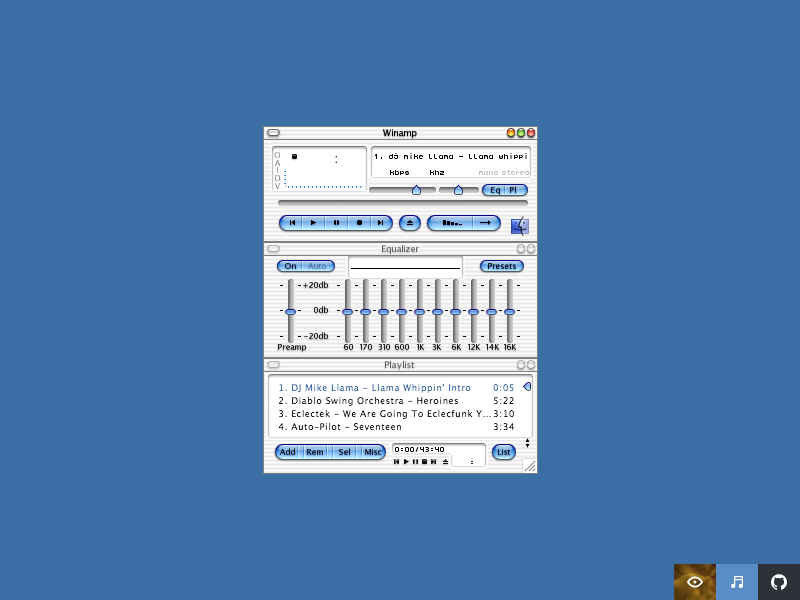 Winamp
O
A
I
D
V
1. dj mike llama - llama whippi
kbps khz mono stereo
Eq Pl
Equalizer
On Auto Presets
+20db
0db
-20db
Preamp 60 170 310 600 1K 3K 6K 12K 14K 16K
Playlist
1. DJ Mike Llama - Llama Whippin' Intro 0:05
2. Diablo Swing Orchestra - Heroines 5:22
3. Eclectek - We Are Going To Eclecfunk Y... 3:10
4. Auto-Pilot - Seventeen 3:34
Add Rem Sel Misc 0:00/43:40 List
: